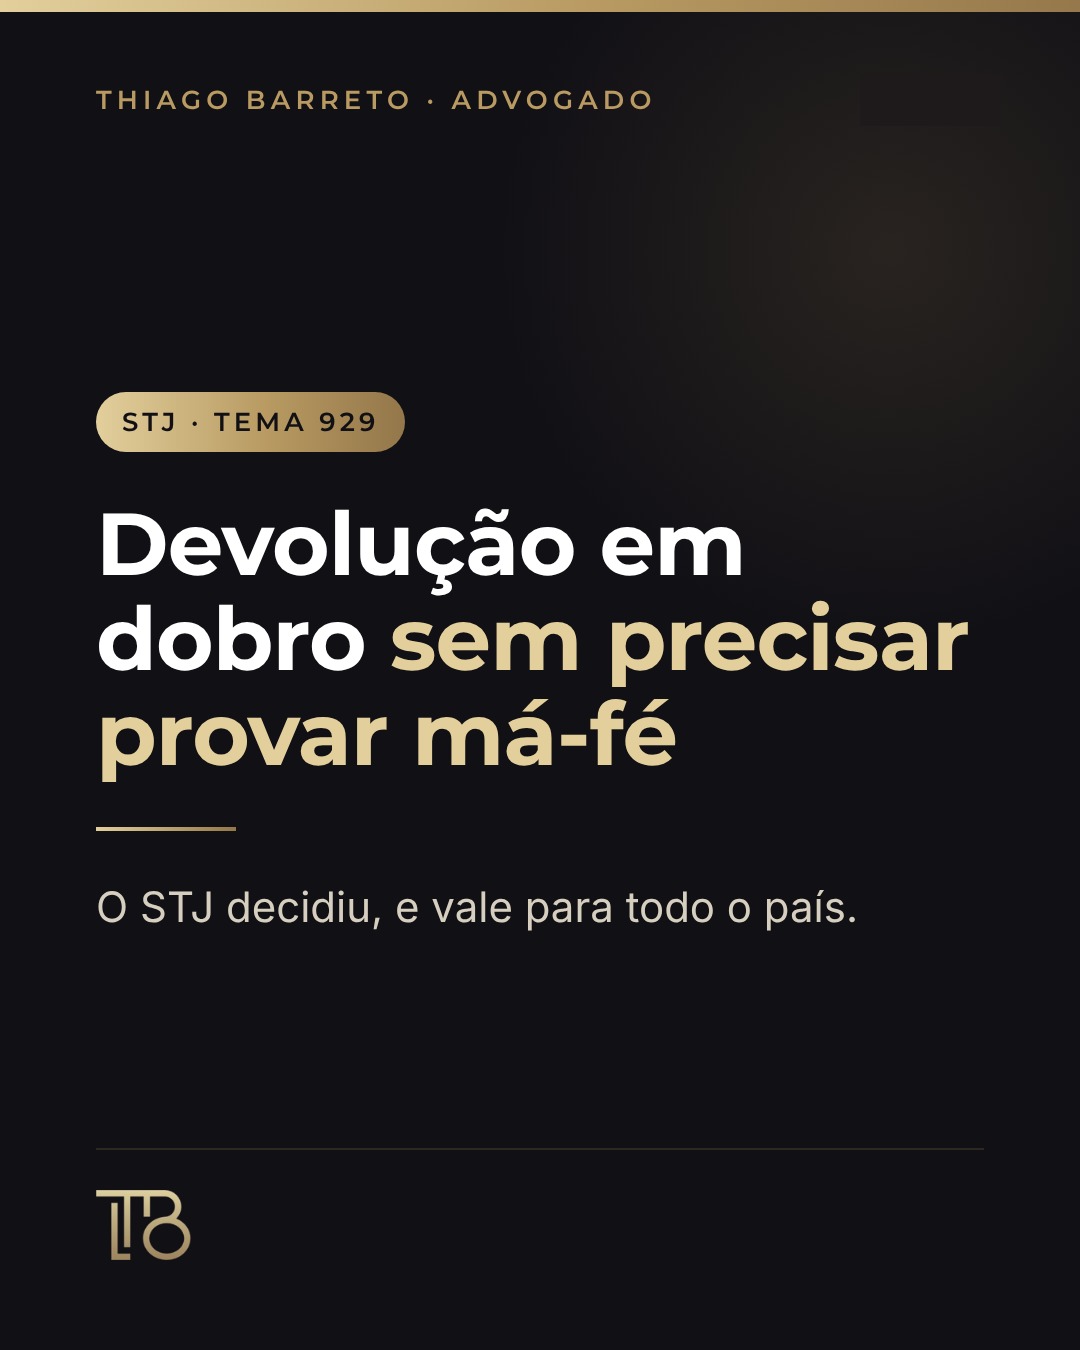 THIAGO BARRETO · ADVOGADO
STJ · TEMA 929
Devolução em
dobro sem precisar
provar má-fé
O STJ decidiu, e vale para todo o país.
TB